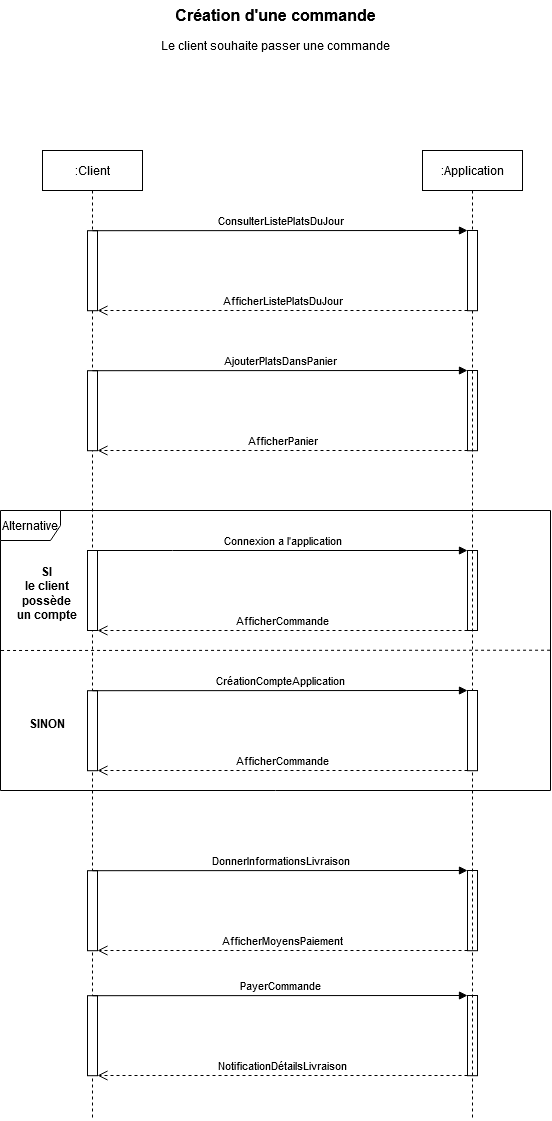 Création d'une commande
Le client souhaite passer une commande
:Client
:Application
ConsulterListePlatsDuJour
AfficherListePlatsDuJour
AjouterPlatsDansPanier
AfficherPanier
Alternative
Connexion a l'application
SI
le client
possède
un compte
AfficherCommande
CréationCompteApplication
SINON
AfficherCommande
DonnerInformationsLivraison
AfficherMoyensPaiement
PayerCommande
NotificationDétailsLivraison